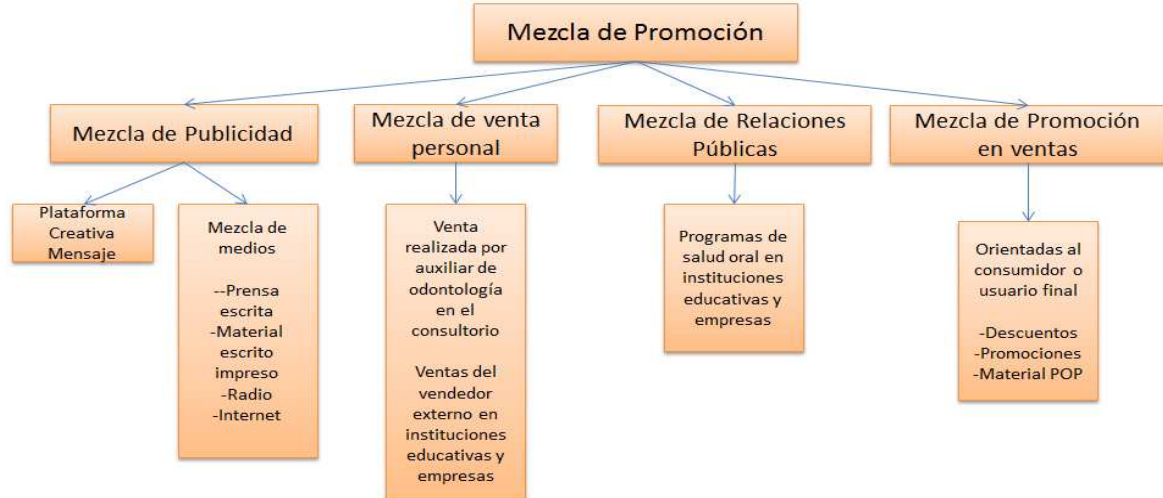 Mezcla de Promoción
Mezcla de Publicidad
Mezcla de venta
personal
Mezcla de Relaciones
Públicas
Mezcla de Promoción
en ventas
Plataforma
Creativa
Mensaje
Mezcla de
medios
--Prensa
escrita
-Material
escrito
impreso
-Radio
-Internet
Venta
realizada por
auxiliar de
odontología
en el
consultorio
Ventas del
vendedor
externo en
instituciones
educativas y
empresas
Programas de
salud oral en
instituciones
educativas y
empresas
Orientadas al
consumidor o
usuario final
-Descuentos
-Promociones
-Material POP